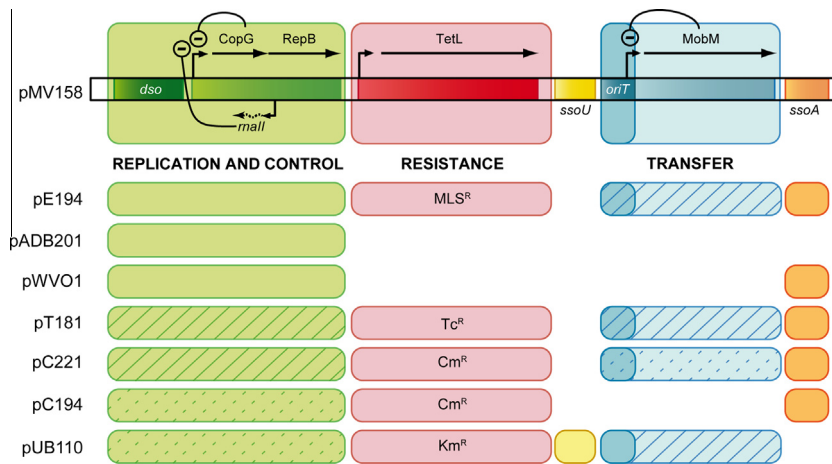 CopG RepB TetL MobM
pMV158 dso oriT
rnaII ssoU ssoA
REPLICATION AND CONTROL RESISTANCE TRANSFER
pE194 MLSR
pADB201
pWVO1
pT181 TcR
pC221 CmR
pC194 CmR
pUB110 KmR